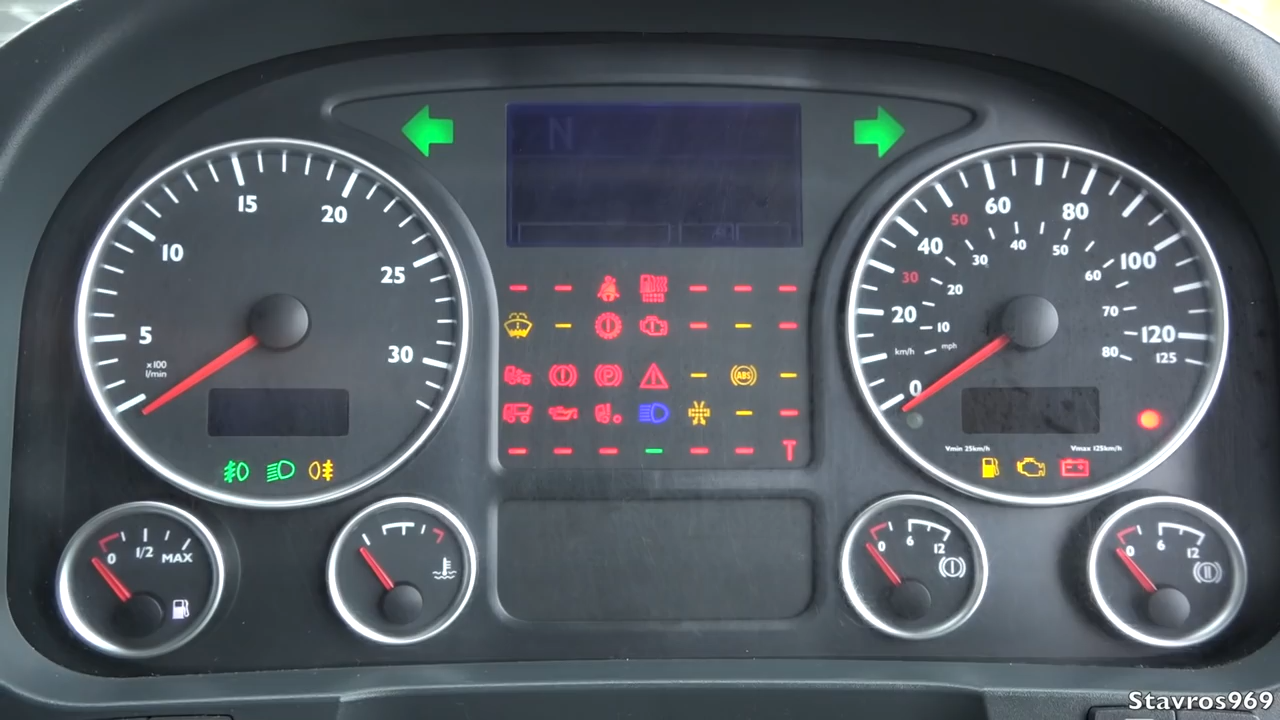 N
15
20
10
25
5
30
x100
l/min
60
80
50
40
100
40
50
30
60
30
20
20
70
10
120
km/h
mph
80
125
0
ABS
P
T
Vmin 25km/h
Vmax 125km/h
0
1/2
MAX
0
6
12
0
6
12
Stavros969